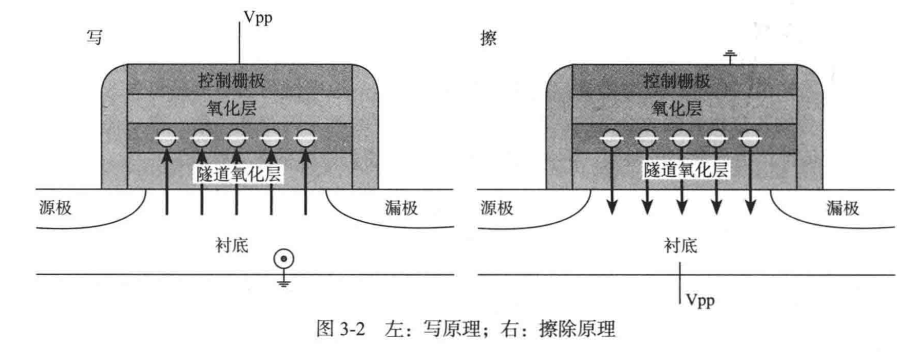 写
Vpp
控制栅极
氧化层
隧道氧化层
源极
漏极
衬底
擦
控制栅极
氧化层
隧道氧化层
源极
漏极
衬底
Vpp
图 3-2 左：写原理；右：擦除原理